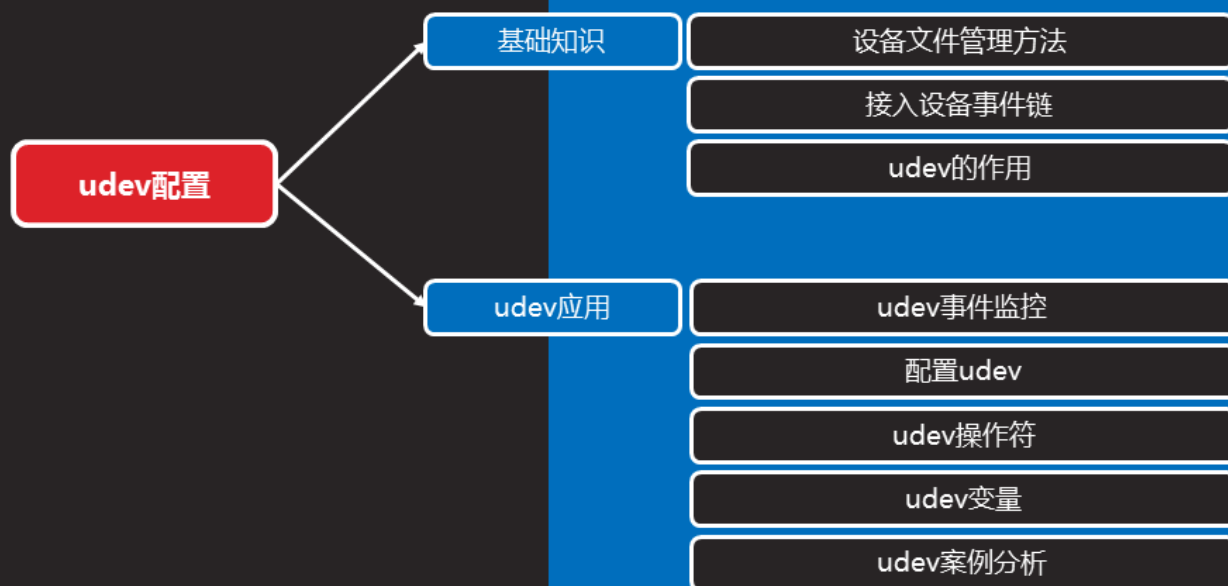 udev配置
基础知识
设备文件管理方法
接入设备事件链
udev的作用
udev应用
udev事件监控
配置udev
udev操作符
udev变量
udev案例分析